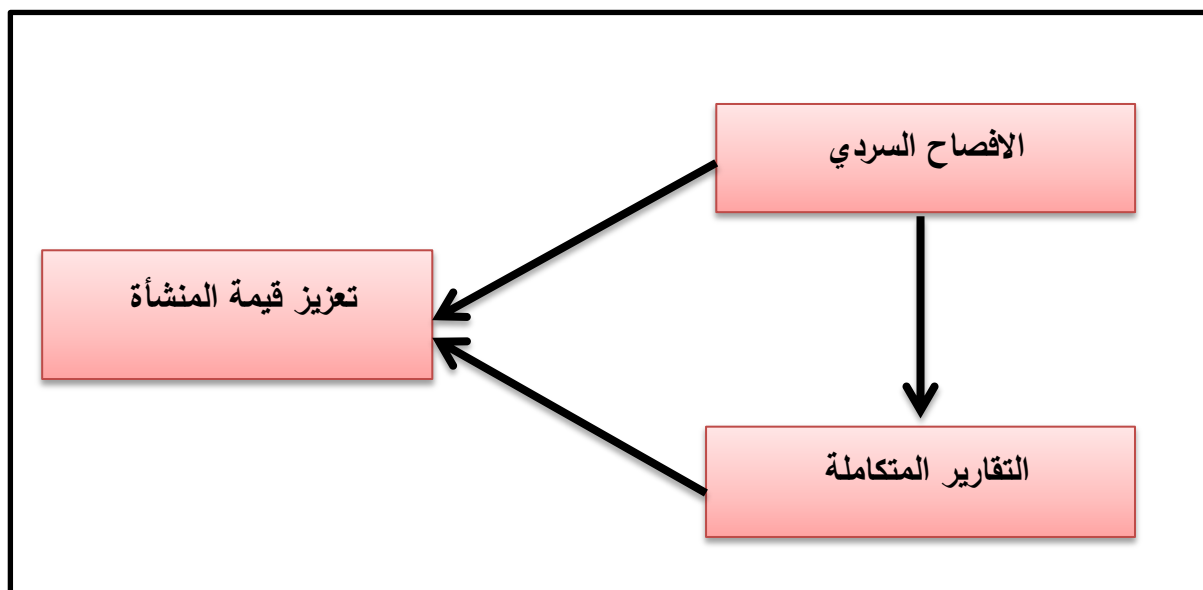 الافصاح السردي
تعزيز قيمة المنشأة
التقارير المتكاملة